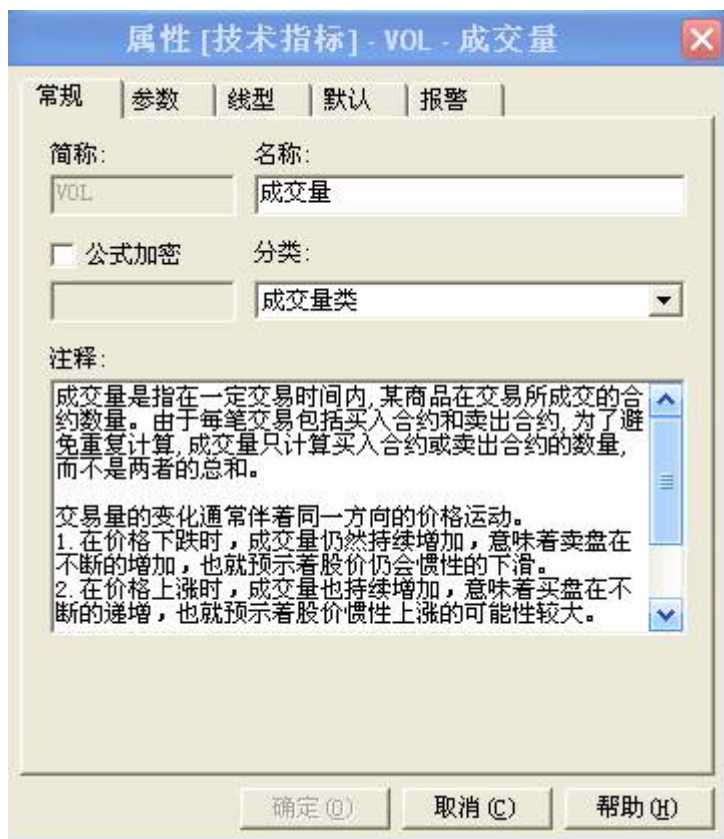 属性 [技术指标] - VOL - 成交量
常规 参数 线型 默认 报警
简称: 名称:
VOL 成交量
公式加密 分类:
成交量类
注释:
成交量是指在一定交易时间内,某商品在交易所成交的合
约数量。由于每笔交易包括买入合约和卖出合约,为了避
免重复计算,成交量只计算买入合约或卖出合约的数量,
而不是两者的总和。
交易量的变化通常伴着同一方向的价格运动。
1.在价格下跌时，成交量仍然持续增加，意味着卖盘在
不断的增加，也就预示着股价仍会惯性的下滑。
2.在价格上涨时，成交量也持续增加，意味着买盘在不
断的递增，也就预示着股价惯性上涨的可能性较大。
确定(O) 取消(C) 帮助(H)